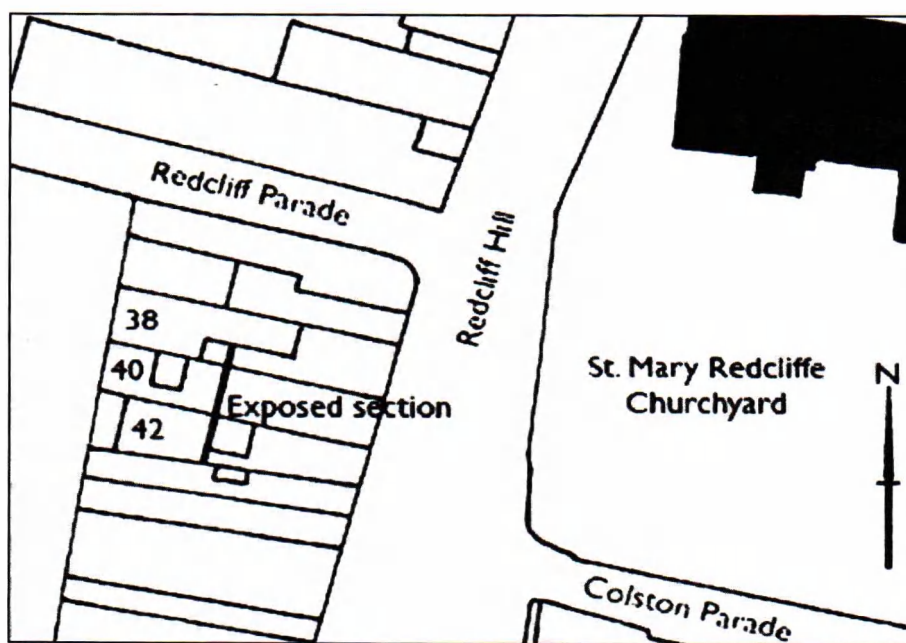 Redcliff Parade
Redcliff Hill
38
40
42
Exposed section
St. Mary Redcliffe
Churchyard
N
Colston Parade